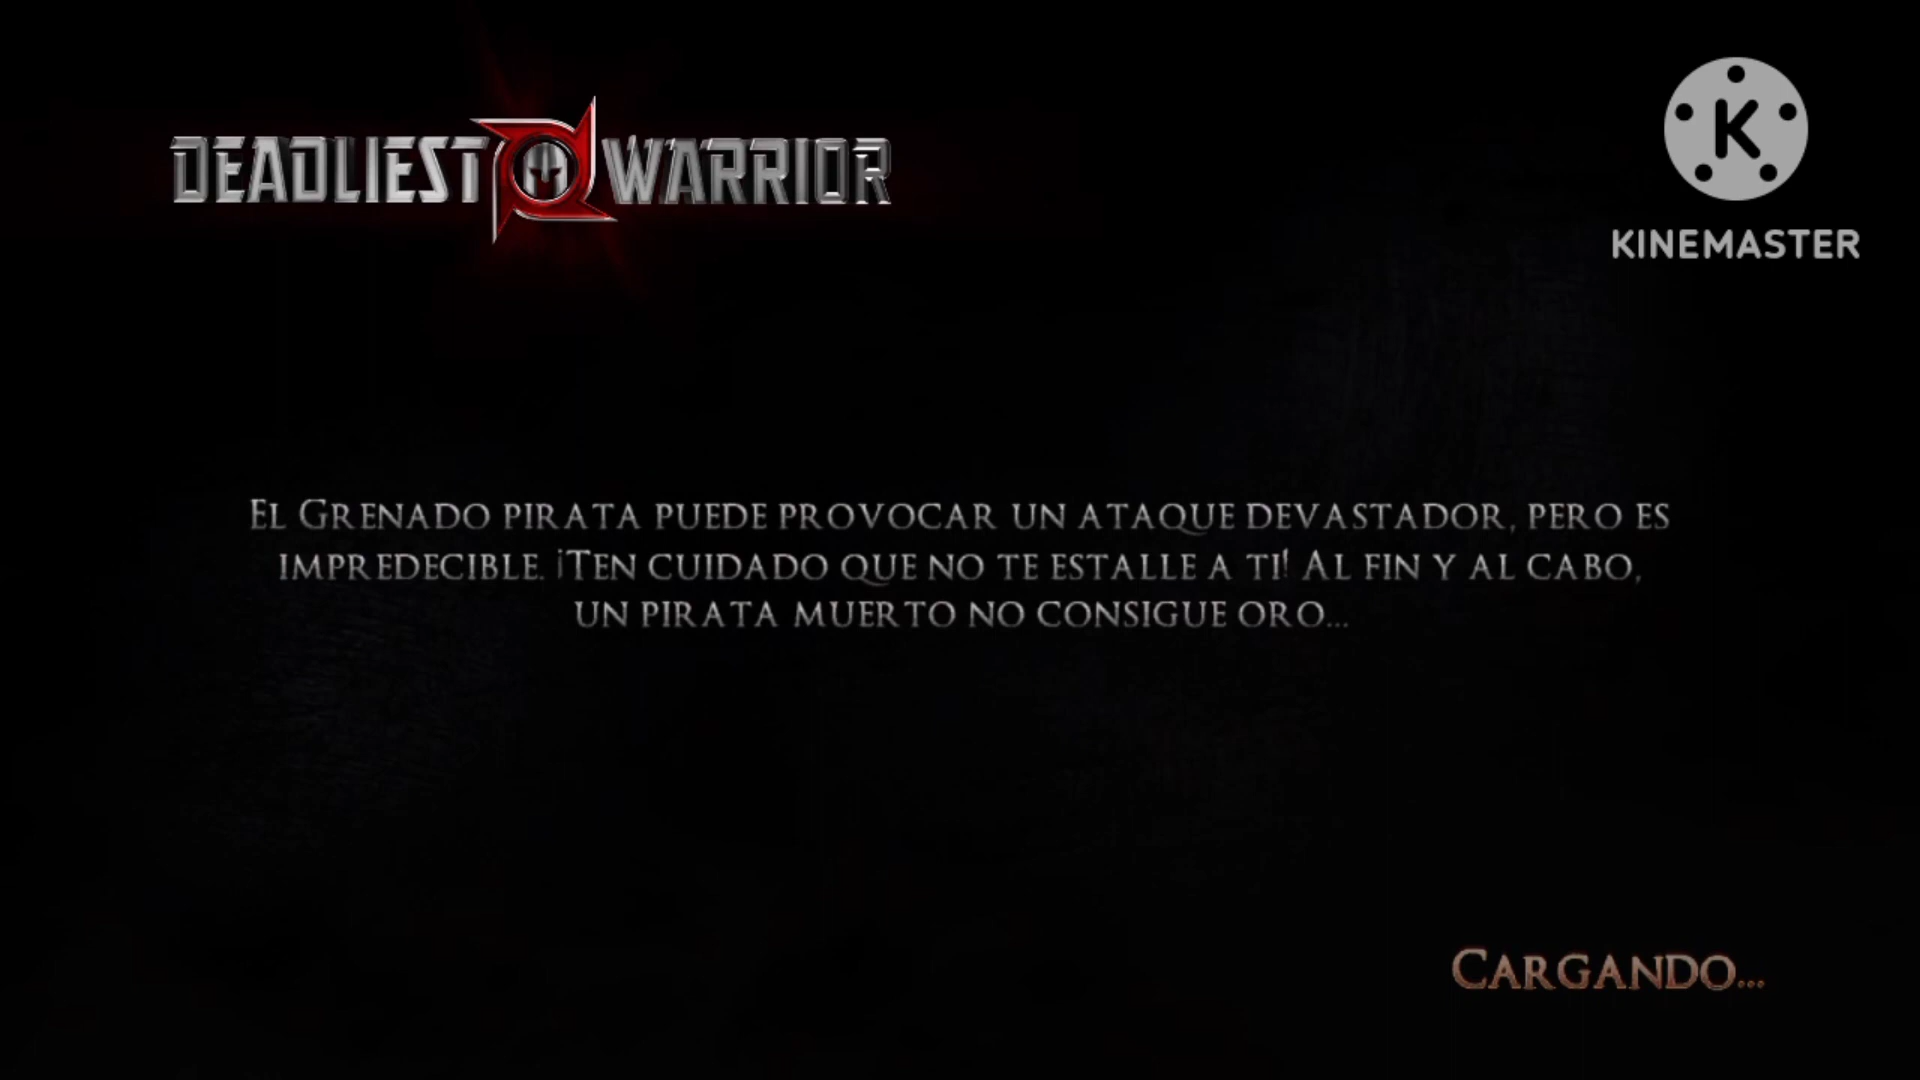 DEADLIEST WARRIOR
KINEMASTER
El Grenado pirata puede provocar un ataque devastador, pero es
impredecible. ¡Ten cuidado que no te estalle a ti! Al fin y al cabo,
un pirata muerto no consigue oro...
Cargando...